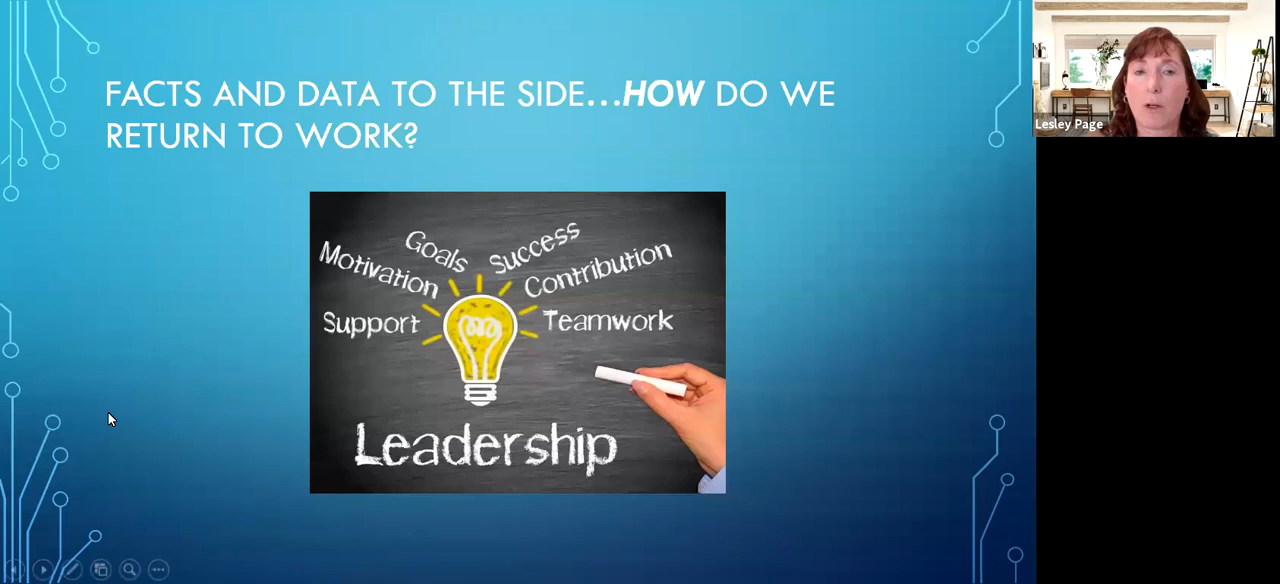 FACTS AND DATA TO THE SIDE...HOW DO WE
RETURN TO WORK?
Lesley Page
Goals
Success
Motivation
Contribution
Support
Teamwork
Leadership